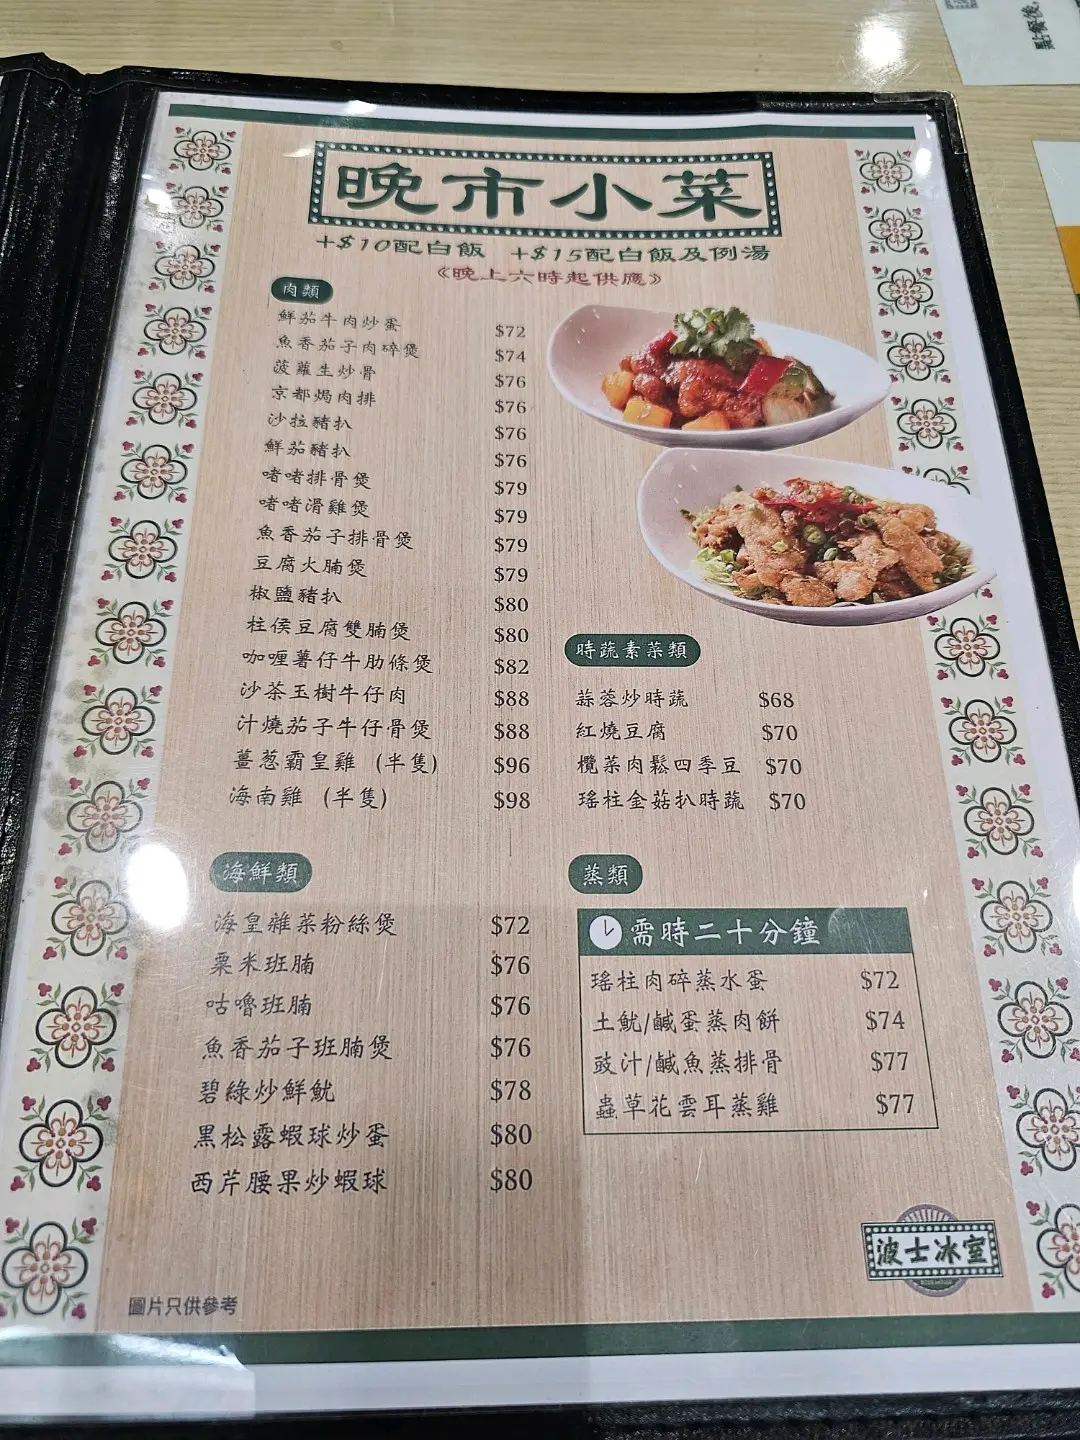 點餐後,
晚市小菜
+$10配白飯 +$15配白飯及例湯
《晚上六時起供應》
肉類
鮮茄牛肉炒蛋 $72
魚香茄子肉碎煲 $74
菠蘿生炒骨 $76
京都焗肉排 $76
沙拉豬扒 $76
鮮茄豬扒 $76
啫啫排骨煲 $79
啫啫滑雞煲 $79
魚香茄子排骨煲 $79
豆腐火腩煲 $79
椒鹽豬扒 $80
柱侯豆腐雙腩煲 $80
咖喱薯仔牛肋條煲 $82
沙茶玉樹牛仔肉 $88
汁燒茄子牛仔骨煲 $88
薑葱霸皇雞 (半隻) $96
海南雞 (半隻) $98
海鮮類
海皇雜菜粉絲煲 $72
粟米班腩 $76
咕嚕班腩 $76
魚香茄子班腩煲 $76
碧綠炒鮮魷 $78
黑松露蝦球炒蛋 $80
西芹腰果炒蝦球 $80
時蔬素菜類
蒜蓉炒時蔬 $68
紅燒豆腐 $70
欖菜肉鬆四季豆 $70
瑤柱金菇扒時蔬 $70
蒸類
需時二十分鐘
瑤柱肉碎蒸水蛋 $72
土魷/鹹蛋蒸肉餅 $74
豉汁/鹹魚蒸排骨 $77
蟲草花雲耳蒸雞 $77
波士冰室
圖片只供參考